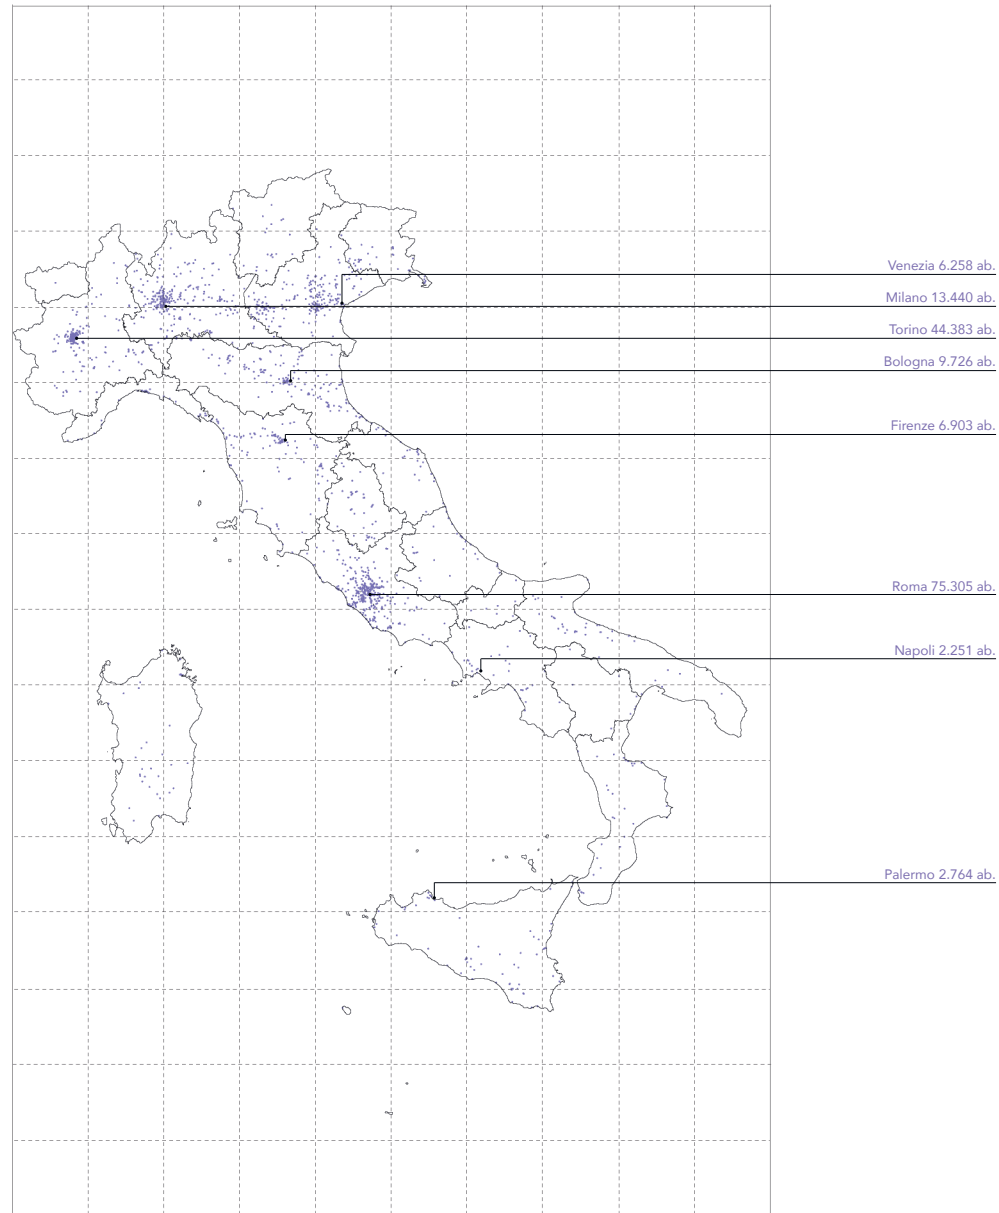 Venezia 6.258 ab.
Milano 13.440 ab.
Torino 44.383 ab.
Bologna 9.726 ab.
Firenze 6.903 ab.
Roma 75.305 ab.
Napoli 2.251 ab.
Palermo 2.764 ab.